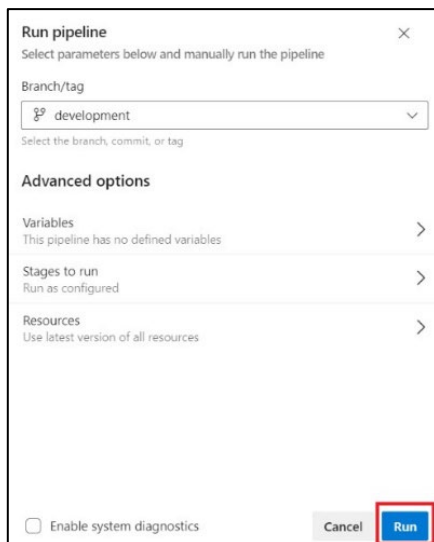 Run pipeline
Select parameters below and manually run the pipeline
Branch/tag
development
Select the branch, commit, or tag
Advanced options
Variables
This pipeline has no defined variables
Stages to run
Run as configured
Resources
Use latest version of all resources
Enable system diagnostics
Cancel
Run